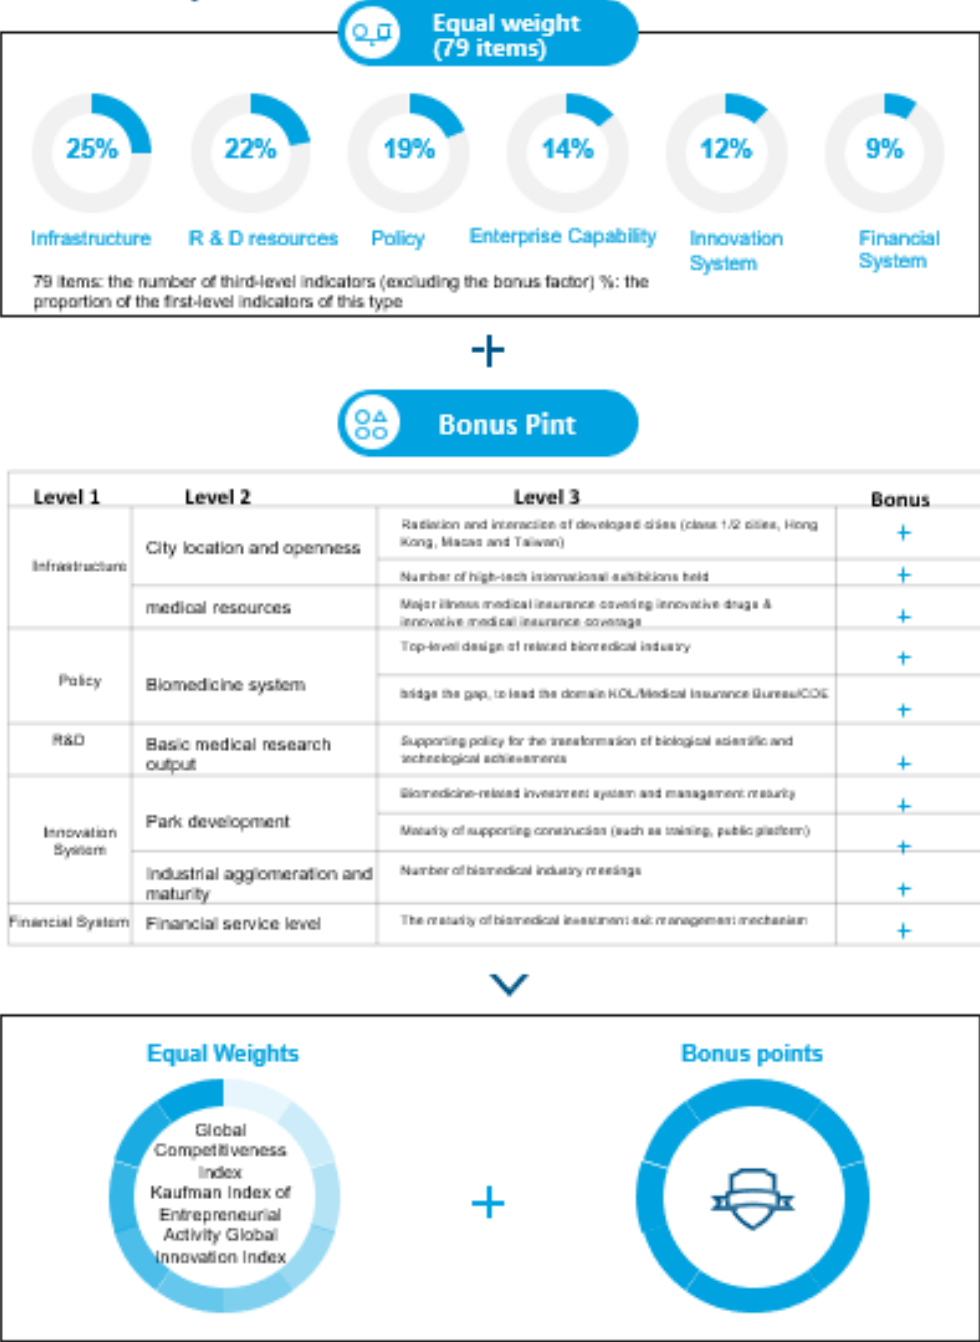 Equal weight
(79 items)
25%
22%
19%
14%
12%
9%
Infrastructure
R & D resources
Policy
Enterprise Capability
Innovation
System
Financial
System
79 items: the number of third-level indicators (excluding the bonus factor) %: the
proportion of the first-level indicators of this type
+
Bonus Pint
Level 1
Level 2
Level 3
Bonus
Infrastructure
City location and openness
Radiation and interaction of developed cities (class 1/2 cities, Hong
Kong, Macao and Taiwan)
+
Number of high-tech international exhibitions held
+
medical resources
Major illness medical insurance covering innovative drugs &
innovative medical insurance coverage
+
Policy
Biomedicine system
Top-level design of related biomedical industry
+
bridge the gap, to lead the domain KOL/Medical Insurance Bureau/CDE
+
R&D
Basic medical research
output
Supporting policy for the transformation of biological scientific and
technological achievements
+
Innovation
System
Park development
Biomedicine-related investment system and management maturity
+
Maturity of supporting construction (such as training, public platform)
+
Industrial agglomeration and
maturity
Number of biomedical industry meetings
+
Financial System
Financial service level
The maturity of biomedical investment exit management mechanism
+
Equal Weights
Global
Competitiveness
Index
Kaufman Index of
Entrepreneurial
Activity Global
Innovation Index
+
Bonus points